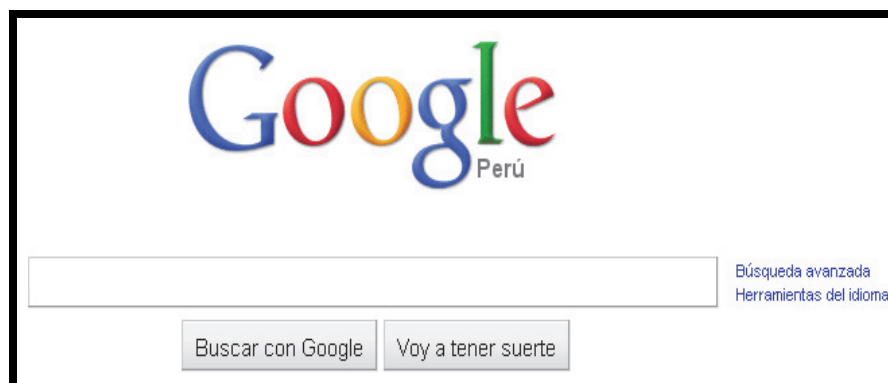 Google
Perú
Búsqueda avanzada
Herramientas del idioma
Buscar con Google
Voy a tener suerte